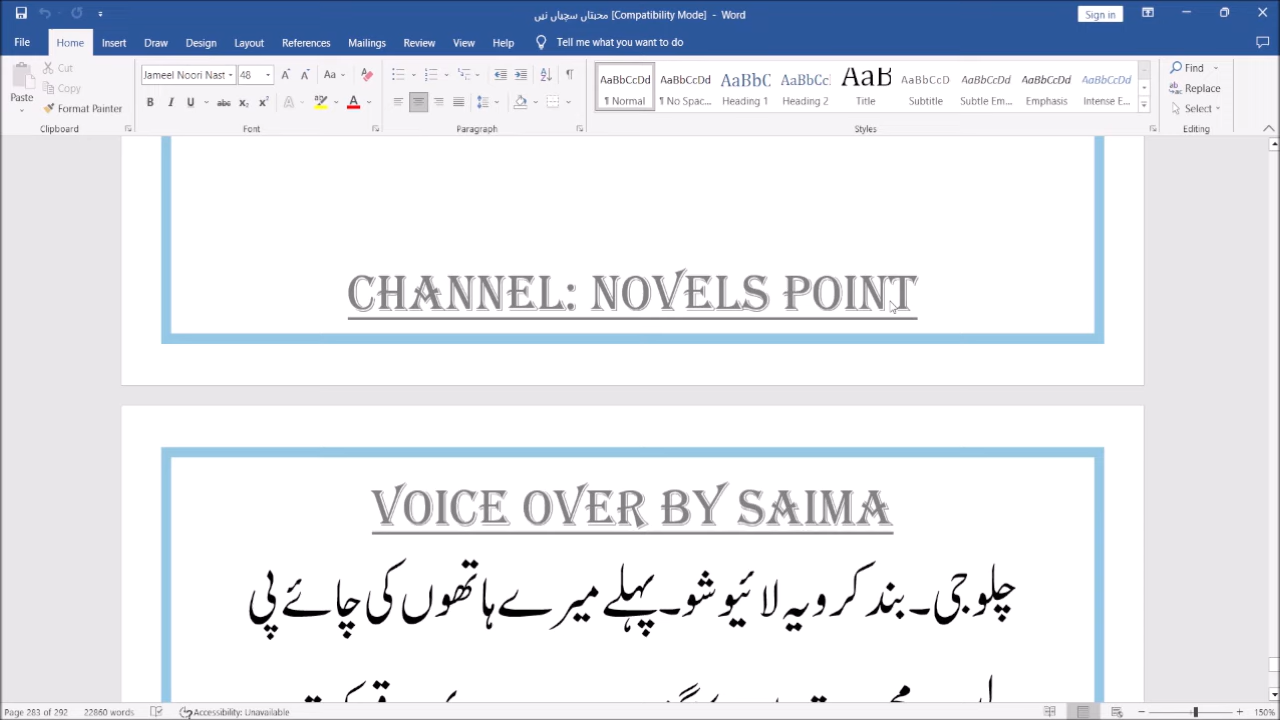 محبتاں سچیاں نیں [Compatibility Mode] - Word
Sign in
File Home Insert Draw Design Layout References Mailings Review View Help Tell me what you want to do
Paste
Cut
Copy
Format Painter
Clipboard
Jameel Noori Nast 48
Font
Paragraph
AaBbCcDd AaBbCcDd AaBbC AaBbCc AaB AaBbCcD AaBbCcDd AaBbCcDd AaBbCcDd
¶ Normal ¶ No Spac... Heading 1 Heading 2 Title Subtitle Subtle Em... Emphasis Intense E...
Styles
Find
Replace
Select
Editing
CHANNEL: NOVELS POINT
VOICE OVER BY SAIMA
چلو جی۔ بند کرو یہ لائیو شو۔ پہلے میرے ہاتھوں کی چائے پی
Page 283 of 292 22860 words Accessibility: Unavailable 150%